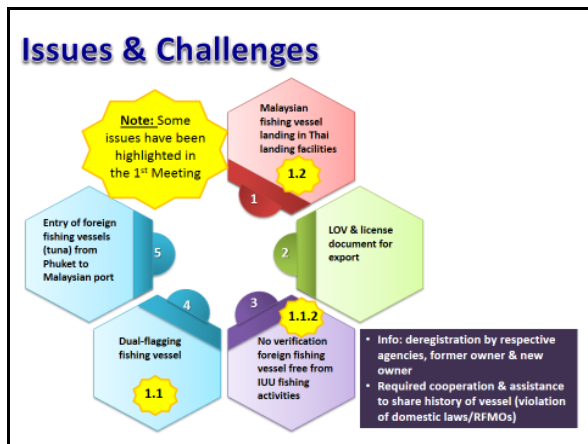 Issues & Challenges
Note: Some
issues have been
highlighted in
the 1st Meeting
Malaysian
fishing vessel
landing in Thai
landing facilities
1.2
1
LOV & license
document for
export
2
3
1.1.2
No verification
foreign fishing
vessel free from
IUU fishing
activities
4
Dual-flagging
fishing vessel
1.1
Entry of foreign
fishing vessels
(tuna) from
Phuket to
Malaysian port
5
• Info: deregistration by respective
agencies, former owner & new
owner
• Required cooperation & assistance
to share history of vessel (violation
of domestic laws/RFMOs)